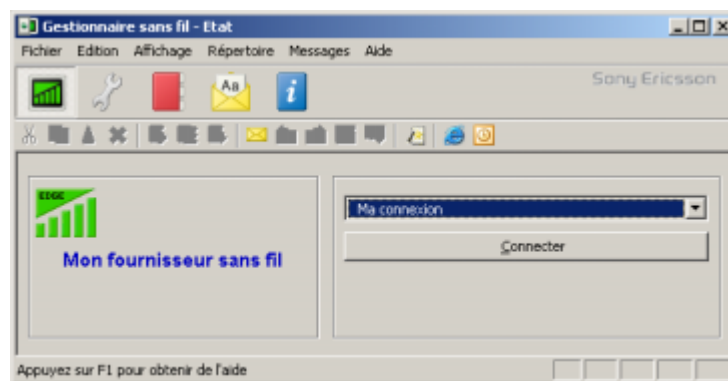 Gestionnaire sans fil - Etat
Fichier Edition Affichage Répertoire Messages Aide
Aa
i
Sony Ericsson
EDGE
Mon fournisseur sans fil
Ma connexion
Connecter
Appuyez sur F1 pour obtenir de l'aide